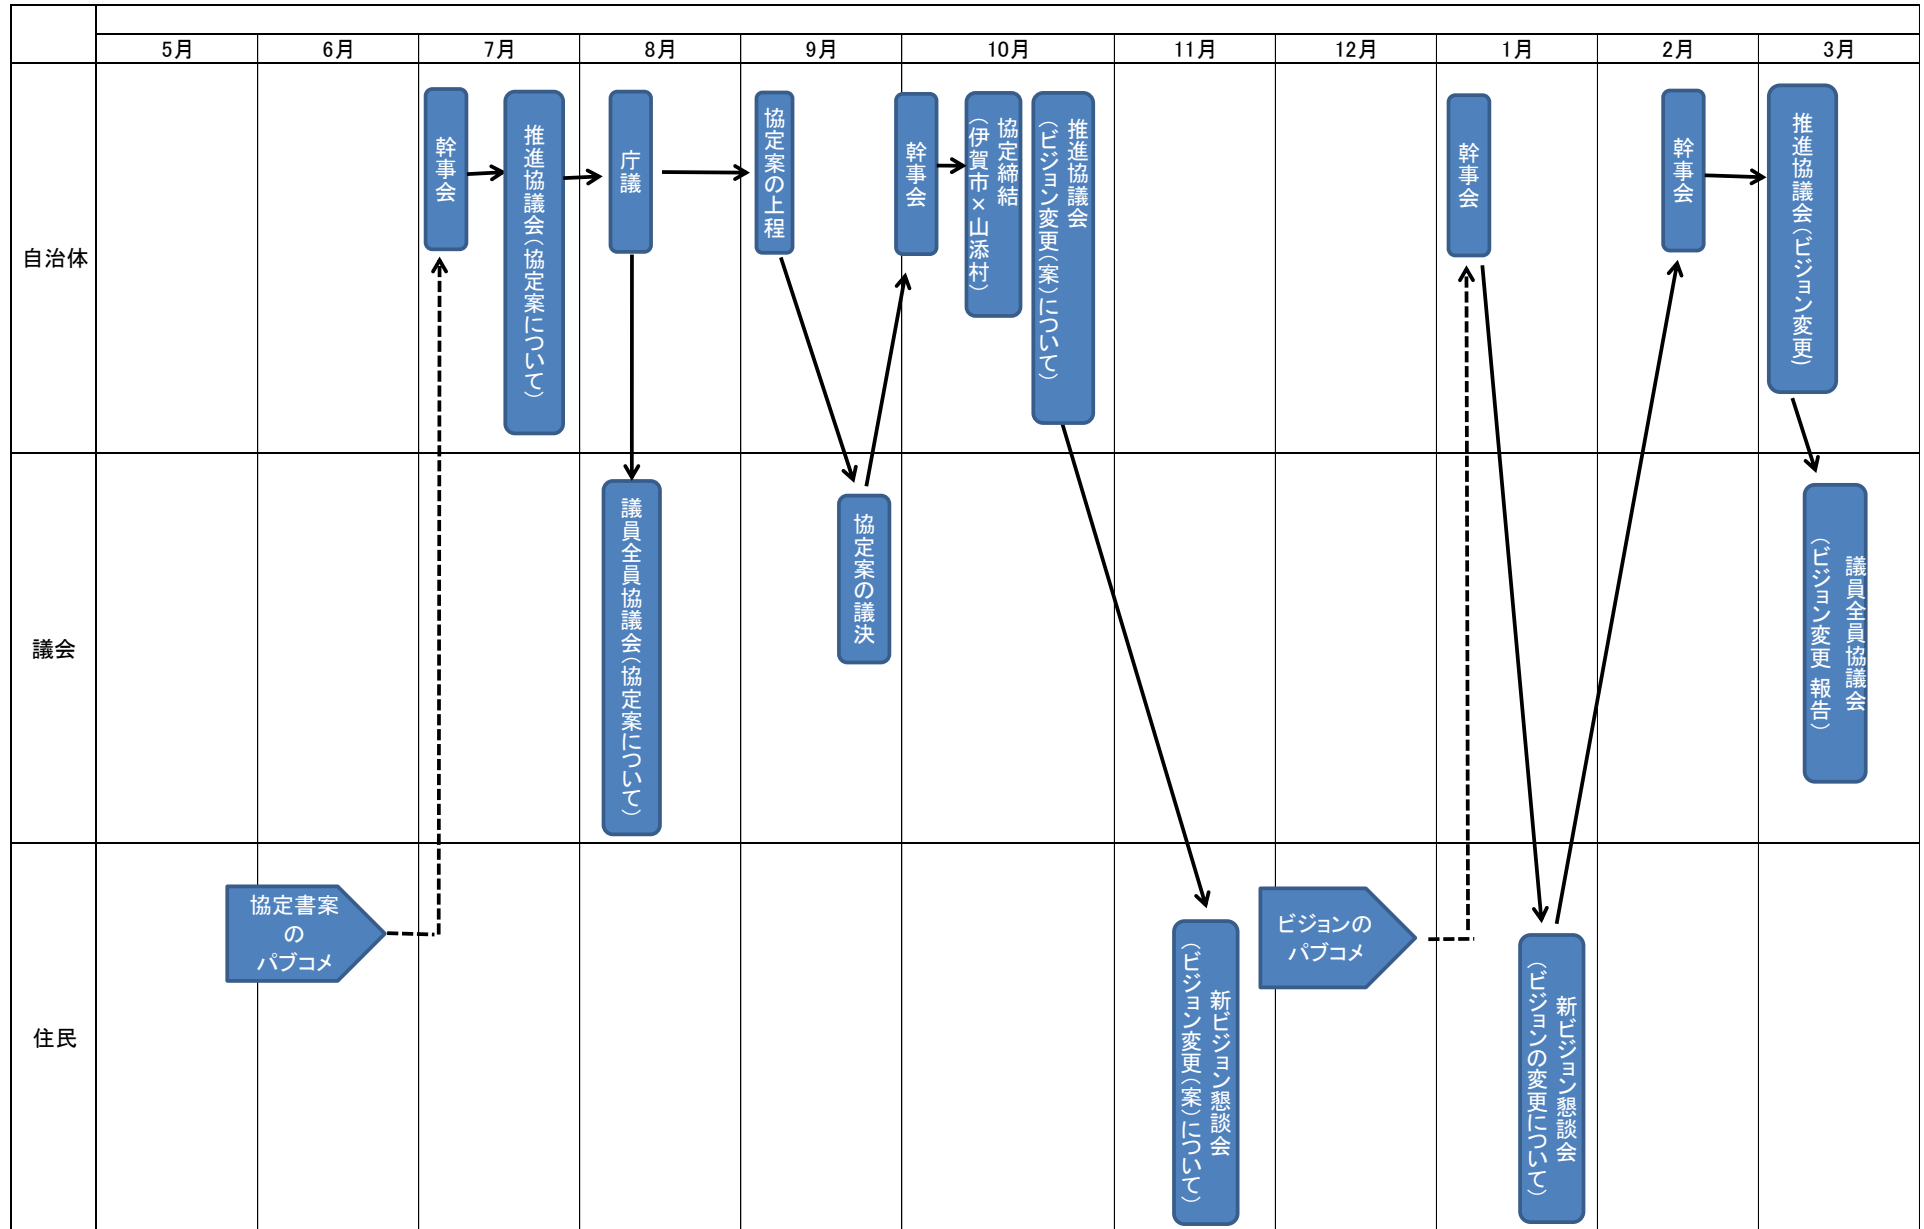 5月
6月
7月
8月
9月
10月
11月
12月
1月
2月
3月
自治体
幹事会
推進協議会(協定案について)
庁議
協定案の上程
幹事会
協定締結
(伊賀市×山添村)
推進協議会
(ビジョン変更(案)について)
幹事会
幹事会
推進協議会(ビジョン変更)
議会
議員全員協議会(協定案について)
協定案の議決
議員全員協議会
(ビジョン変更 報告)
住民
協定書案
の
パブコメ
新ビジョン懇談会
(ビジョン変更(案)について)
ビジョンの
パブコメ
新ビジョン懇談会
(ビジョンの変更について)